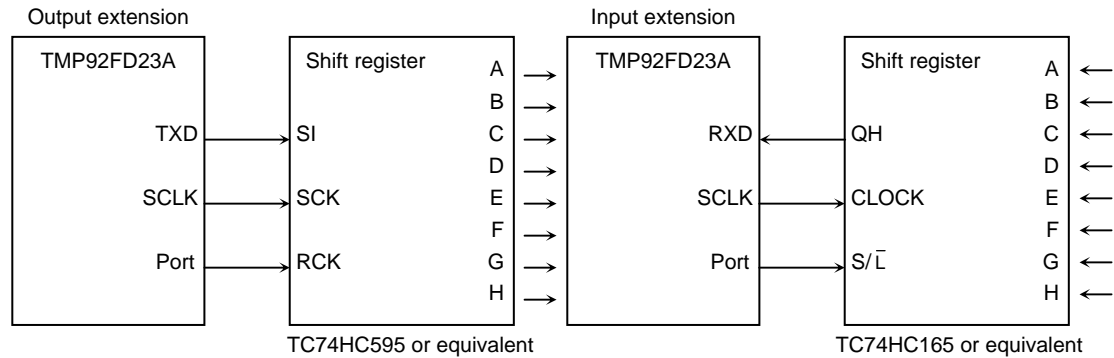 Output extension
TMP92FD23A
TXD
SCLK
Port
Shift register
SI
SCK
RCK
A
B
C
D
E
F
G
H
TC74HC595 or equivalent
Input extension
TMP92FD23A
RXD
SCLK
Port
Shift register
QH
CLOCK
S/L̅
A
B
C
D
E
F
G
H
TC74HC165 or equivalent